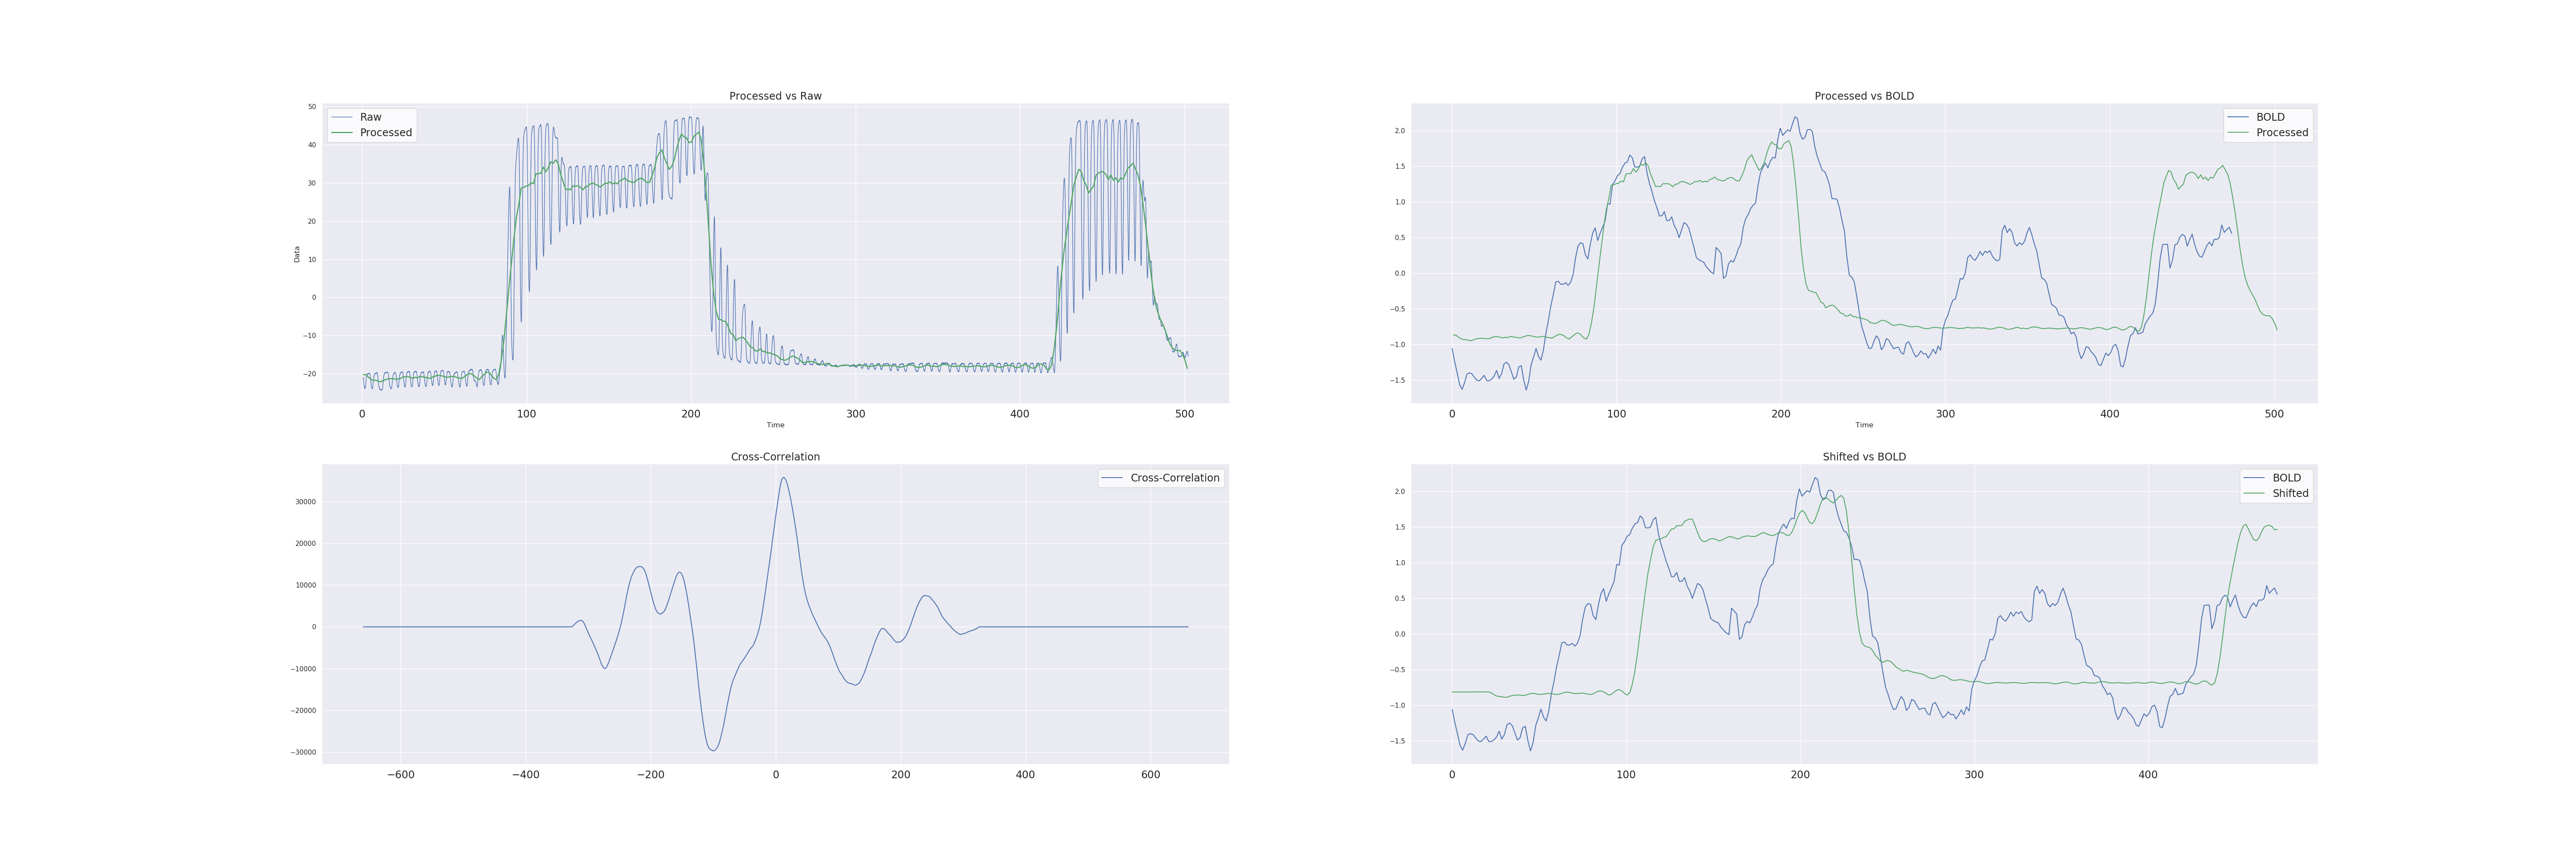 Processed vs Raw
Raw
Processed
50
40
30
20
10
0
−10
−20
Data
0 100 200 300 400 500
Time
Processed vs BOLD
BOLD
Processed
2.0
1.5
1.0
0.5
0.0
−0.5
−1.0
−1.5
0 100 200 300 400 500
Time
Cross-Correlation
Cross-Correlation
30000
20000
10000
0
−10000
−20000
−30000
−600 −400 −200 0 200 400 600
Shifted vs BOLD
BOLD
Shifted
2.0
1.5
1.0
0.5
0.0
−0.5
−1.0
−1.5
0 100 200 300 400